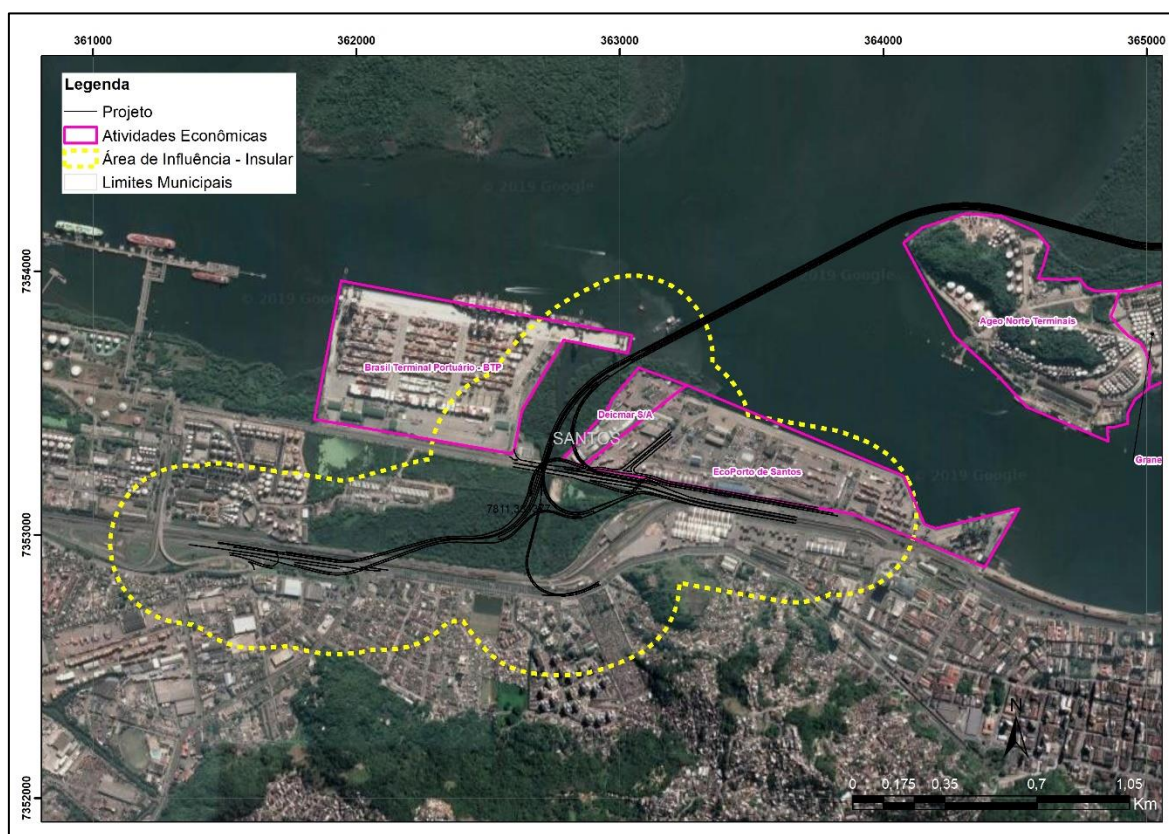 361000 362000 363000 364000 365000
Legenda
Projeto
Atividades Econômicas
Área de Influência - Insular
Limites Municipais
© 2019 Google
7354000
© 2019 Google
© 2019 Google
Ageo Norte Terminais
Brasil Terminal Portuário - BTP
Deicmar S/A
SANTOS
Grane
EcoPorto de Santos
© 2019 Google
7353000
N
7352000
0 0,175 0,35 0,7 1,05
Km